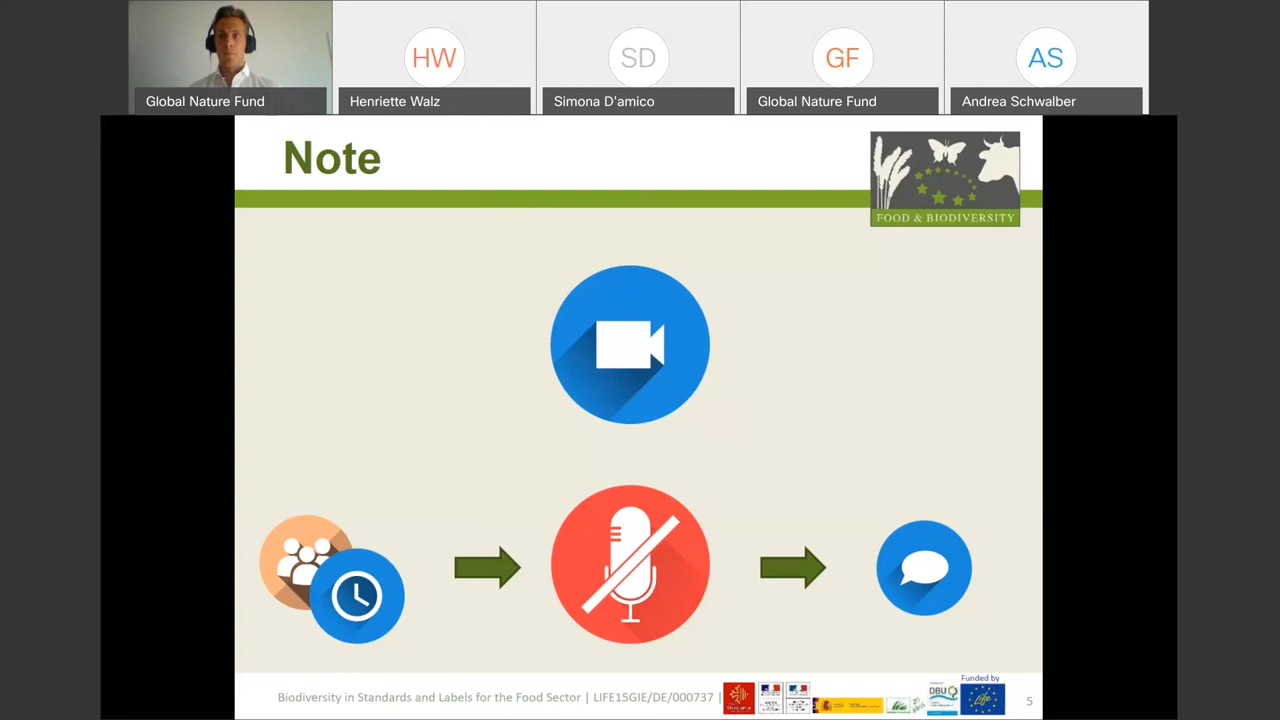 HW
SD
GF
AS
Global Nature Fund
Henriette Walz
Simona D'amico
Global Nature Fund
Andrea Schwalber
Note
FOOD & BIODIVERSITY
Funded by
Biodiversity in Standards and Labels for the Food Sector | LIFE15GIE/DE/000737 |
DBU
Life
5